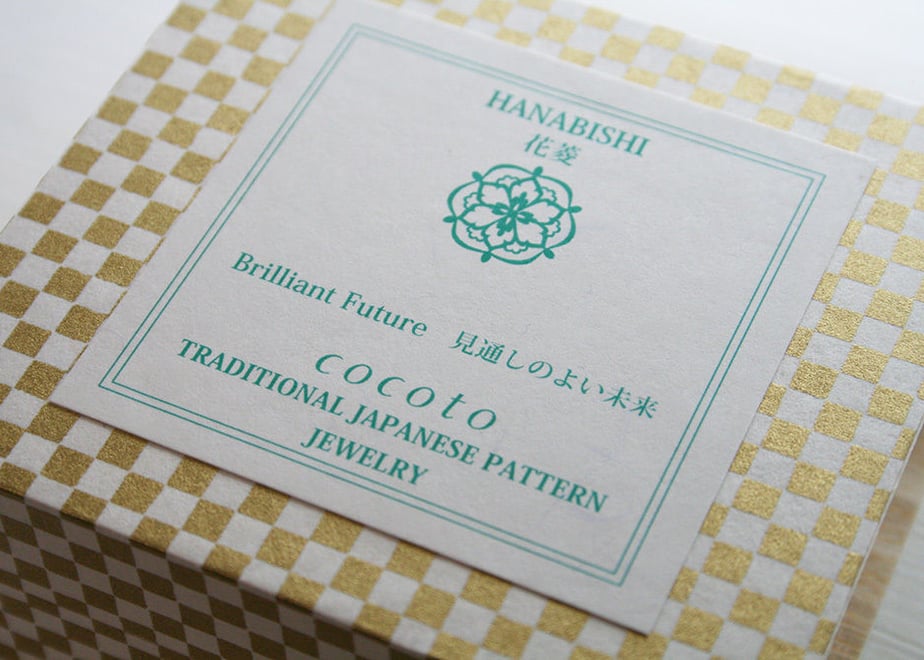 HANABISHI
花菱
Brilliant Future 見通しのよい未来
cocoto
TRADITIONAL JAPANESE PATTERN
JEWELRY